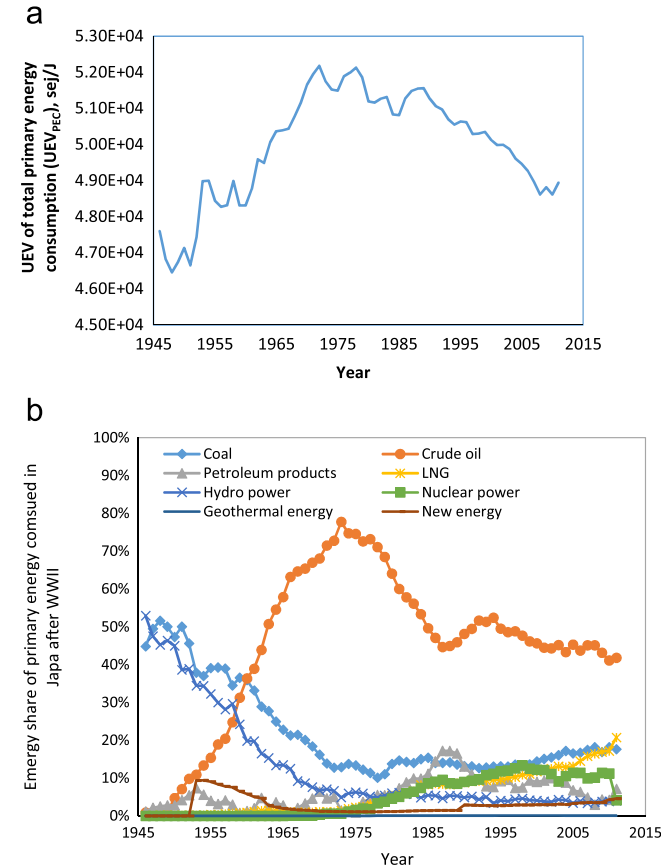 a
5.30E+04
5.20E+04
5.10E+04
5.00E+04
4.90E+04
4.80E+04
4.70E+04
4.60E+04
4.50E+04
UEV of total primary energy
consumption (UEVPEC), sej/J
1945 1955 1965 1975 1985 1995 2005 2015
Year
b
100%
90%
80%
70%
60%
50%
40%
30%
20%
10%
0%
Emergy share of primary energy comsued in
Japa after WWII
Coal Crude oil
Petroleum products LNG
Hydro power Nuclear power
Geothermal energy New energy
1945 1955 1965 1975 1985 1995 2005 2015
Year